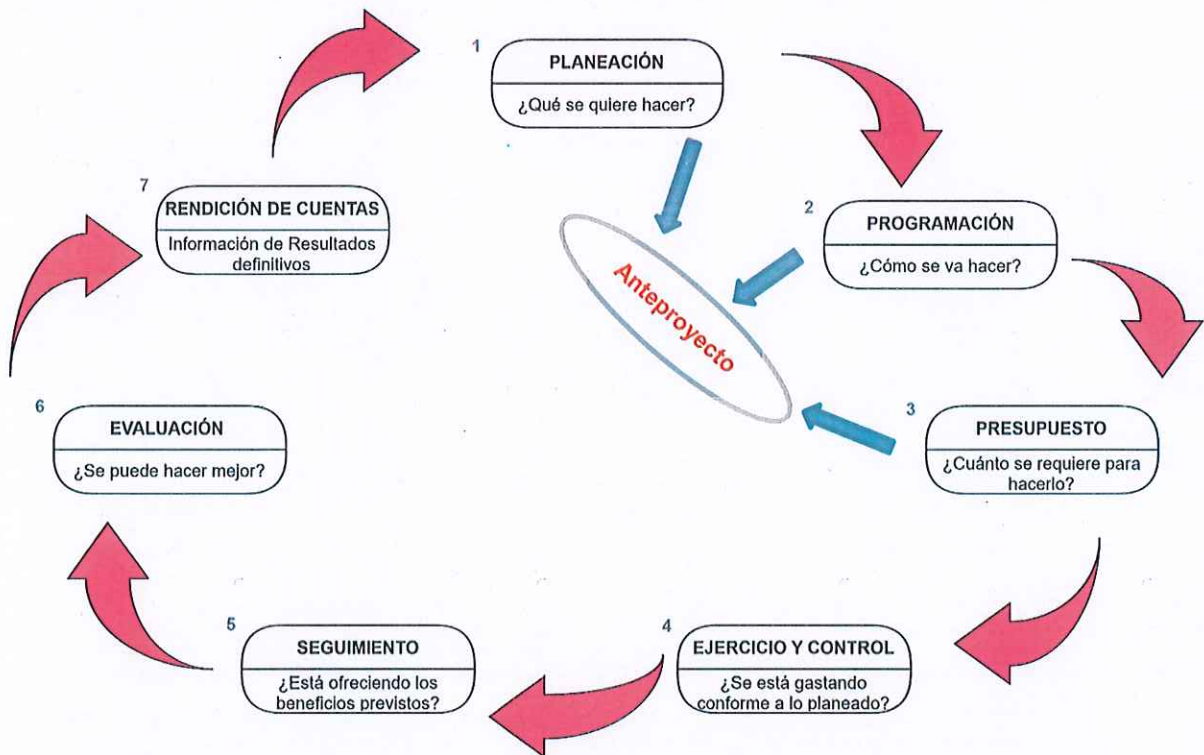 1
PLANEACIÓN
¿Qué se quiere hacer?
2
PROGRAMACIÓN
¿Cómo se va hacer?
3
PRESUPUESTO
¿Cuánto se requiere para
hacerlo?
4
EJERCICIO Y CONTROL
¿Se está gastando
conforme a lo planeado?
5
SEGUIMIENTO
¿Está ofreciendo los
beneficios previstos?
6
EVALUACIÓN
¿Se puede hacer mejor?
7
RENDICIÓN DE CUENTAS
Información de Resultados
definitivos
Anteproyecto